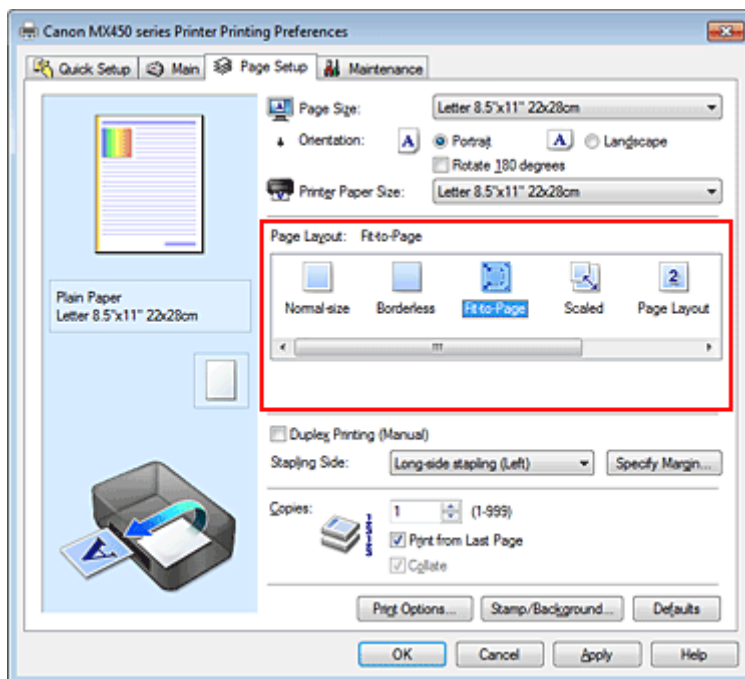 Canon MX450 series Printer Printing Preferences
Quick Setup Main Page Setup Maintenance
Page Size: Letter 8.5"x11" 22x28cm
Orientation: A Portrait A Landscape
Rotate 180 degrees
Printer Paper Size: Letter 8.5"x11" 22x28cm
Page Layout: Fit-to-Page
2
Normal-size Borderless Fit-to-Page Scaled Page Layout
Plain Paper
Letter 8.5"x11" 22x28cm
Duplex Printing (Manual)
Stapling Side: Long-side stapling (Left) Specify Margin...
Copies: 1 (1-999)
Print from Last Page
Collate
A
Print Options... Stamp/Background... Defaults
OK Cancel Apply Help